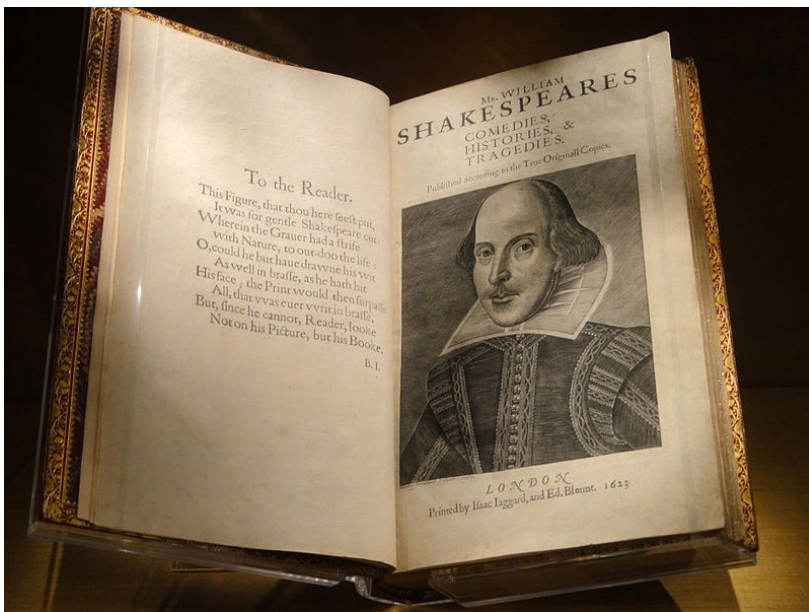 To the Reader.
This Figure, that thou here ſeeſt put,
It was for gentle Shakeſpeare cut;
Wherein the Grauer had a ſtrife
with Nature, to out-doo the life :
O, could he but haue dravvne his vvit
As well in braſſe, as he hath hit
His face ; the Print would then ſurpaſſe
All, that vvas euer vvrit in braſſe.
But, ſince he cannot, Reader, looke
Not on his Picture, but his Booke.
B. I.
Mr. WILLIAM
SHAKESPEARES
COMEDIES,
HISTORIES, &
TRAGEDIES.
Publiſhed according to the True Originall Copies.
LONDON
Printed by Iſaac Iaggard, and Ed. Blount. 1623.